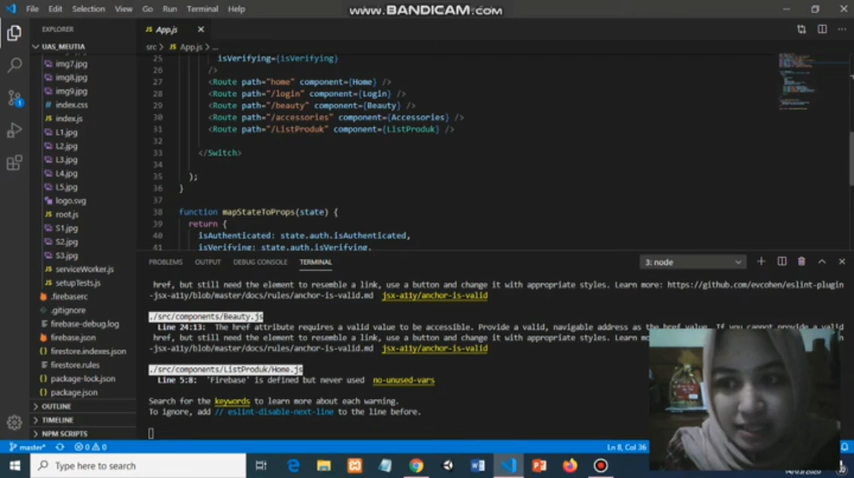 File Edit Selection View Go Run Terminal Help
www.BANDICAM.com
EXPLORER
UAS_MEUTIA
img7.jpg
img8.jpg
img9.jpg
index.css
index.js
L1.jpg
L2.jpg
L3.jpg
L4.jpg
L5.jpg
logo.svg
root.js
S1.jpg
S2.jpg
S3.jpg
serviceWorker.js
setupTests.js
.firebaserc
.gitignore
firebase-debug.log
firebase.json
firestore.indexes.json
firestore.rules
package-lock.json
package.json
OUTLINE
TIMELINE
NPM SCRIPTS
App.js
src > App.js > ...
25 isVerifying={isVerifying}
26 />
27 <Route path="home" component={Home} />
28 <Route path="/login" component={Login} />
29 <Route path="/beauty" component={Beauty} />
30 <Route path="/accessories" component={Accessories} />
31 <Route path="/ListProduk" component={ListProduk} />
32
33 </Switch>
34
35 );
36 }
37
38 function mapStateToProps(state) {
39 return {
40 isAuthenticated: state.auth.isAuthenticated,
41 isVerifying: state.auth.isVerifying,
PROBLEMS OUTPUT DEBUG CONSOLE TERMINAL
3: node
href, but still need the element to resemble a link, use a button and change it with appropriate styles. Learn more: https://github.com/evcohen/eslint-plugin
-jsx-a11y/blob/master/docs/rules/anchor-is-valid.md jsx-a11y/anchor-is-valid
./src/components/Beauty.js
Line 24:13: The href attribute requires a valid value to be accessible. Provide a valid, navigable address as the href value. If you cannot provide a valid
href, but still need the element to resemble a link, use a button and change it with appropriate styles. Learn
-jsx-a11y/blob/master/docs/rules/anchor-is-valid.md jsx-a11y/anchor-is-valid
./src/components/ListProduk/Home.js
Line 5:8: 'Firebase' is defined but never used no-unused-vars
Search for the keywords to learn more about each warning.
To ignore, add // eslint-disable-next-line to the line before.
master* 0 0
Ln 8, Col 36
Type here to search